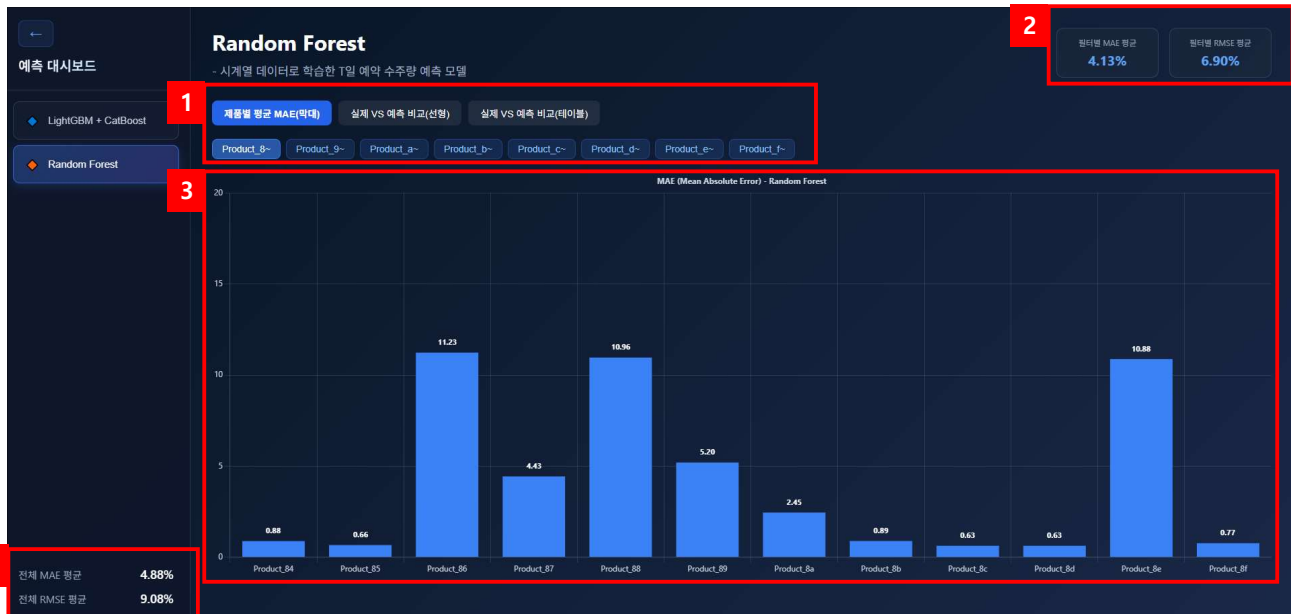 ←
예측 대시보드
LightGBM + CatBoost
Random Forest
전체 MAE 평균 4.88%
전체 RMSE 평균 9.08%
Random Forest
- 시계열 데이터로 학습한 T일 예약 수주량 예측 모델
2
필터별 MAE 평균
4.13%
필터별 RMSE 평균
6.90%
1
제품별 평균 MAE(막대) 실제 VS 예측 비교(선형) 실제 VS 예측 비교(테이블)
Product_8~ Product_9~ Product_a~ Product_b~ Product_c~ Product_d~ Product_e~ Product_f~
3
MAE (Mean Absolute Error) - Random Forest
20
15
10
5
0
0.88 0.66 11.23 4.43 10.96 5.20 2.45 0.89 0.63 0.63 10.88 0.77
Product_84 Product_85 Product_86 Product_87 Product_88 Product_89 Product_8a Product_8b Product_8c Product_8d Product_8e Product_8f